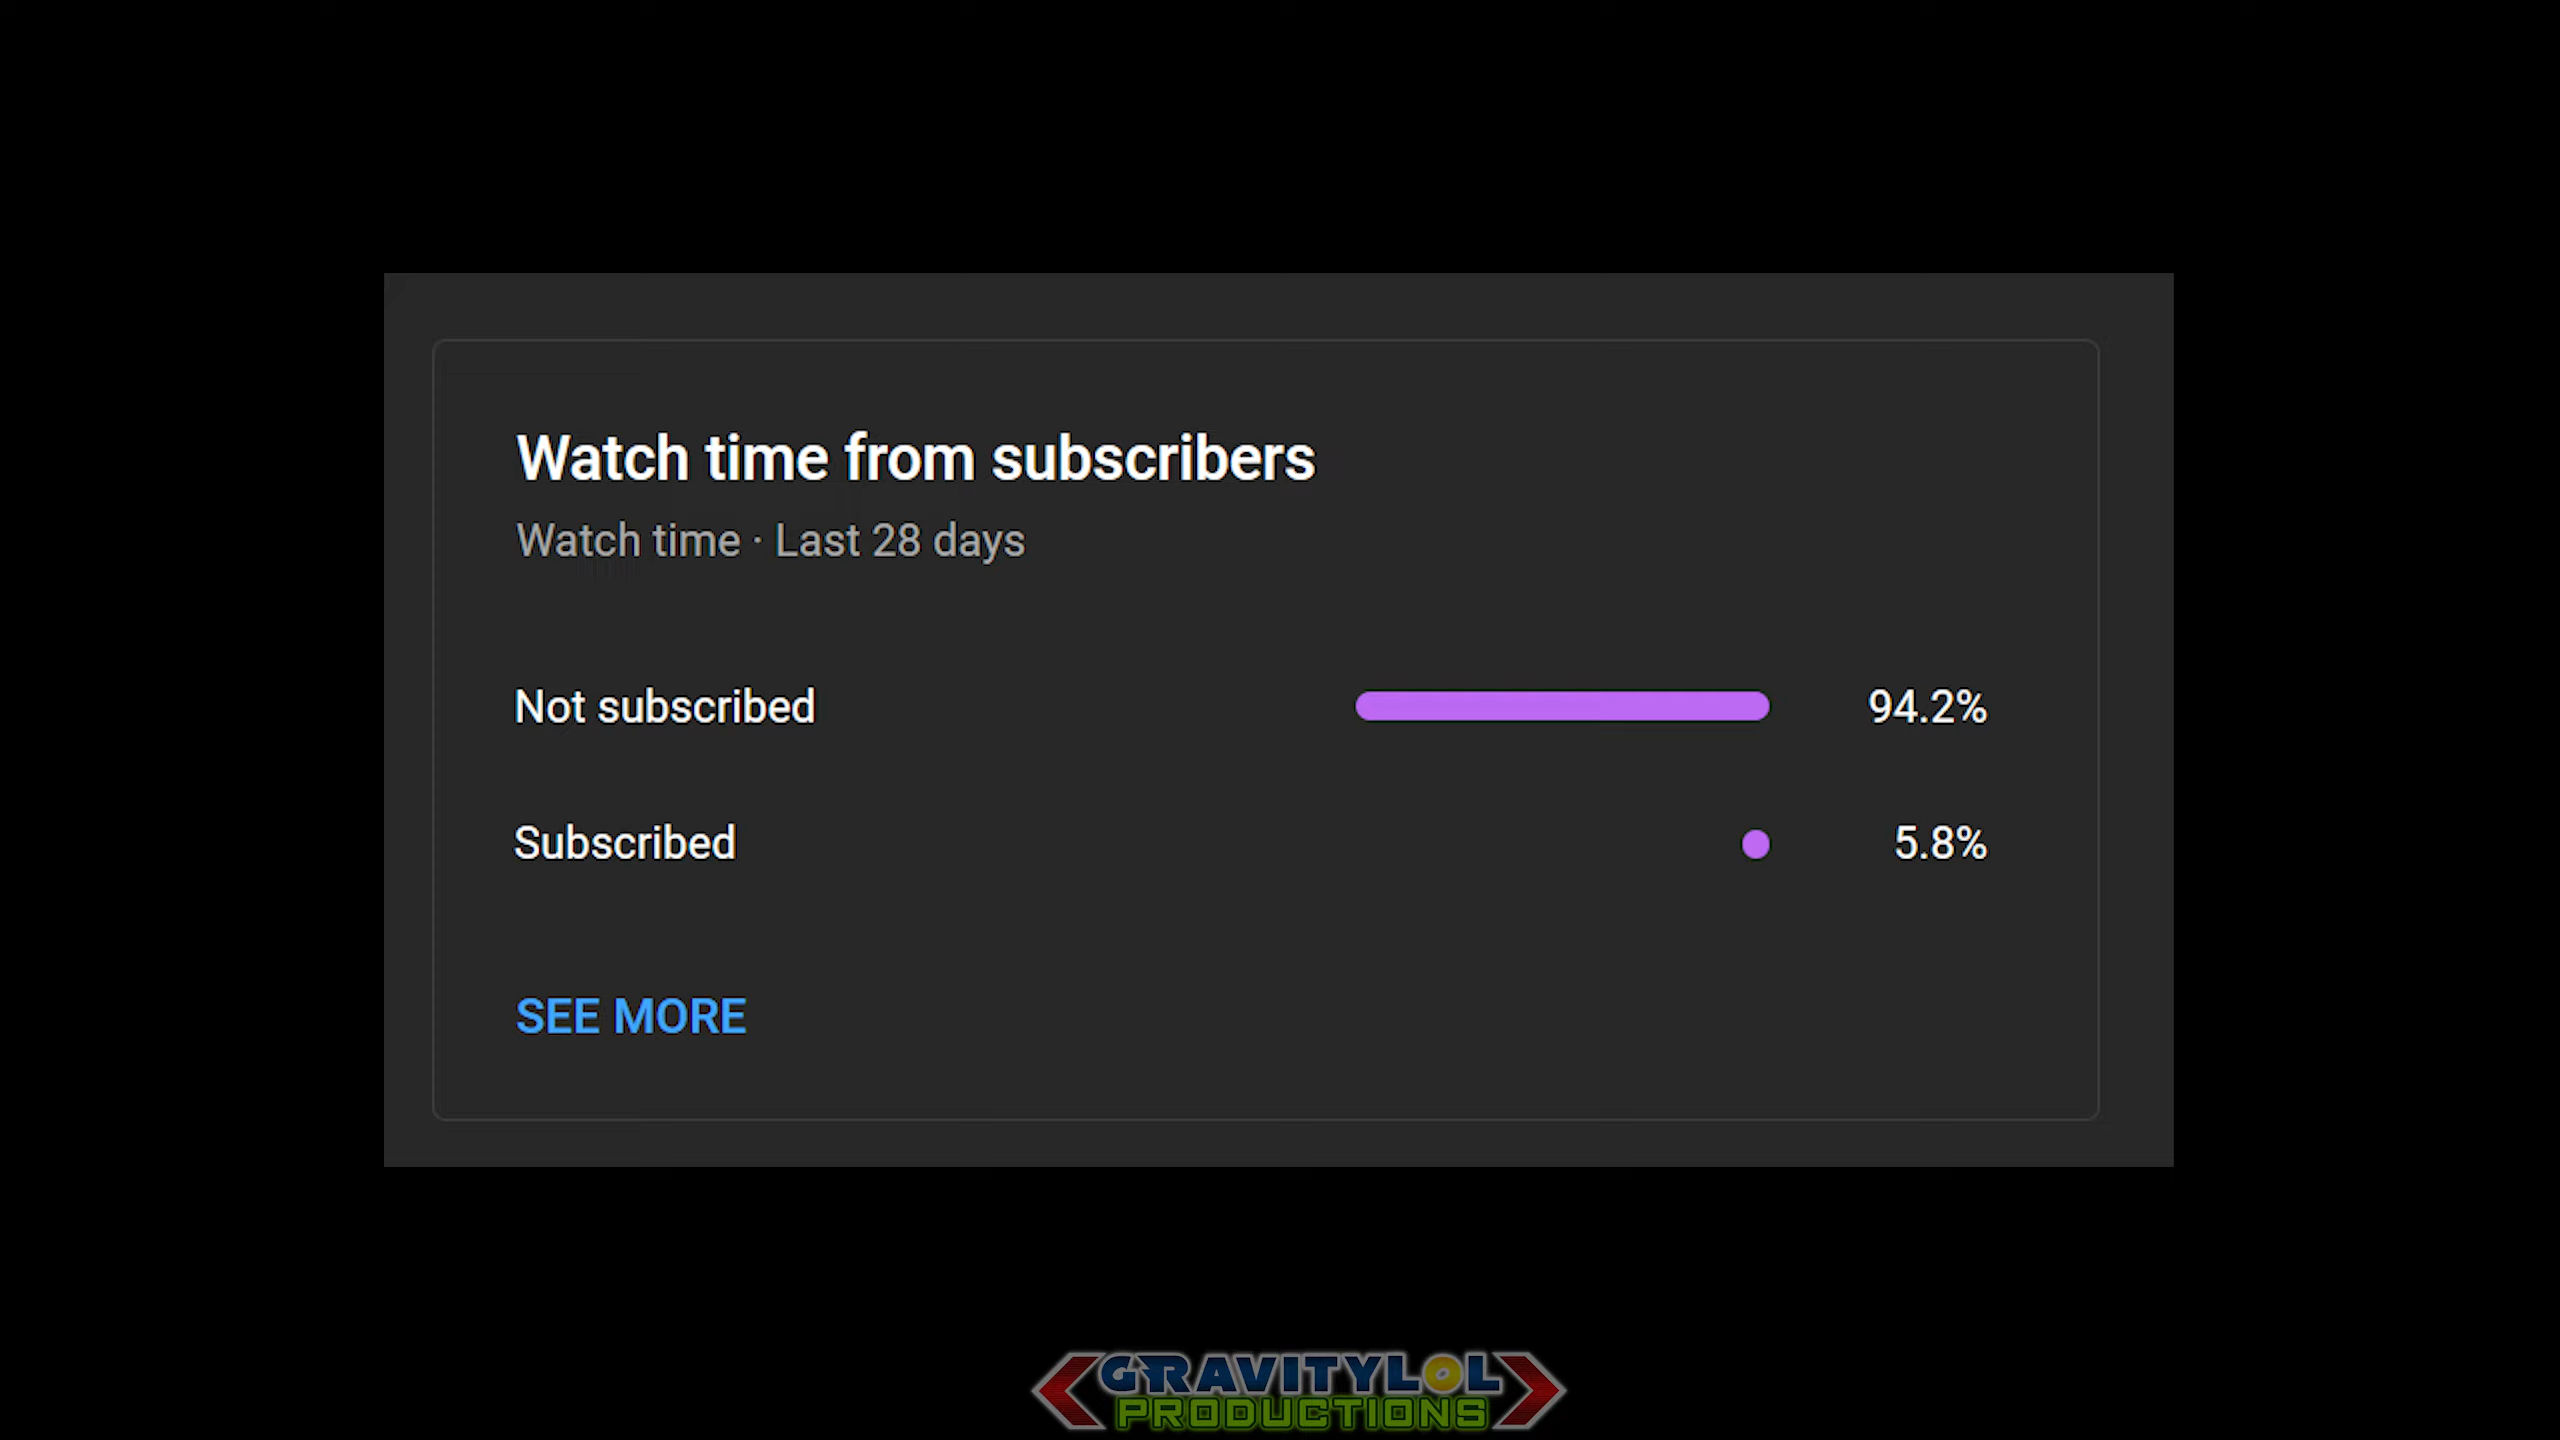 Watch time from subscribers
Watch time · Last 28 days
Not subscribed 94.2%
Subscribed 5.8%
SEE MORE
GRAVITYLOL
PRODUCTIONS